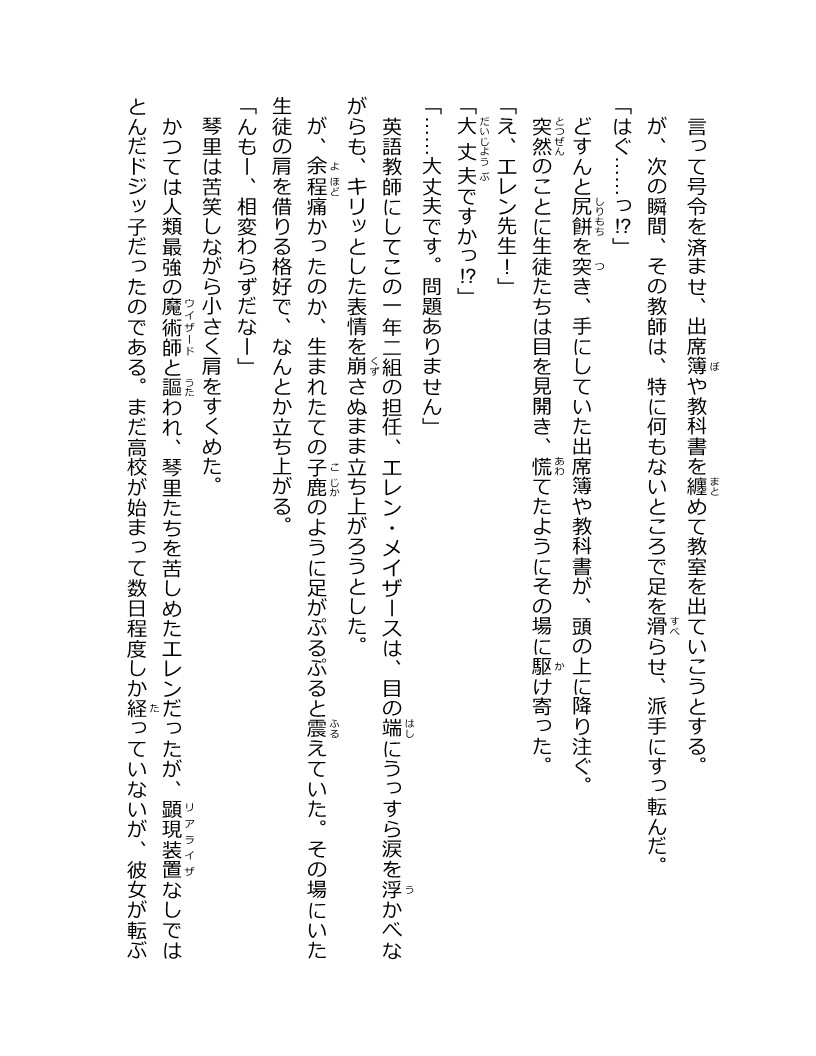 言って号令を済ませ、出席簿や教科書を纏めて教室を出ていこうとする。
が、次の瞬間、その教師は、特に何もないところで足を滑らせ、派手にすっ転んだ。
「はぐ……っ!?」
どすんと尻餅を突き、手にしていた出席簿や教科書が、頭の上に降り注ぐ。
突然のことに生徒たちは目を見開き、慌てたようにその場に駆け寄った。
「え、エレン先生！」
「大丈夫ですかっ!?」
「……大丈夫です。問題ありません」
英語教師にしてこの一年二組の担任、エレン・メイザースは、目の端にうっすら涙を浮かべな
がらも、キリッとした表情を崩さぬまま立ち上がろうとした。
が、余程痛かったのか、生まれたての子鹿のように足がぷるぷると震えていた。その場にいた
生徒の肩を借りる格好で、なんとか立ち上がる。
「んもー、相変わらずだなー」
琴里は苦笑しながら小さく肩をすくめた。
かつては人類最強の魔術師と謳われ、琴里たちを苦しめたエレンだったが、顕現装置なしでは
とんだドジッ子だったのである。まだ高校が始まって数日程度しか経っていないが、彼女が転ぶ